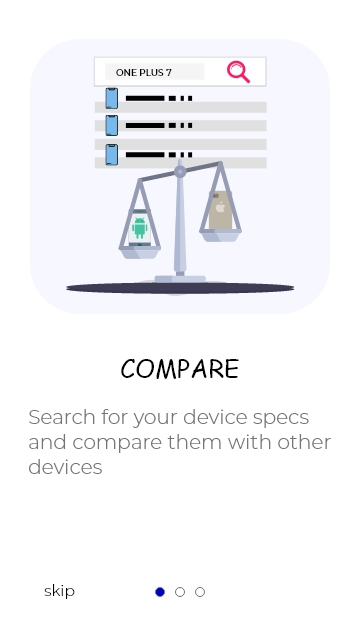 ONE PLUS 7
COMPARE
Search for your device specs
and compare them with other
devices
skip